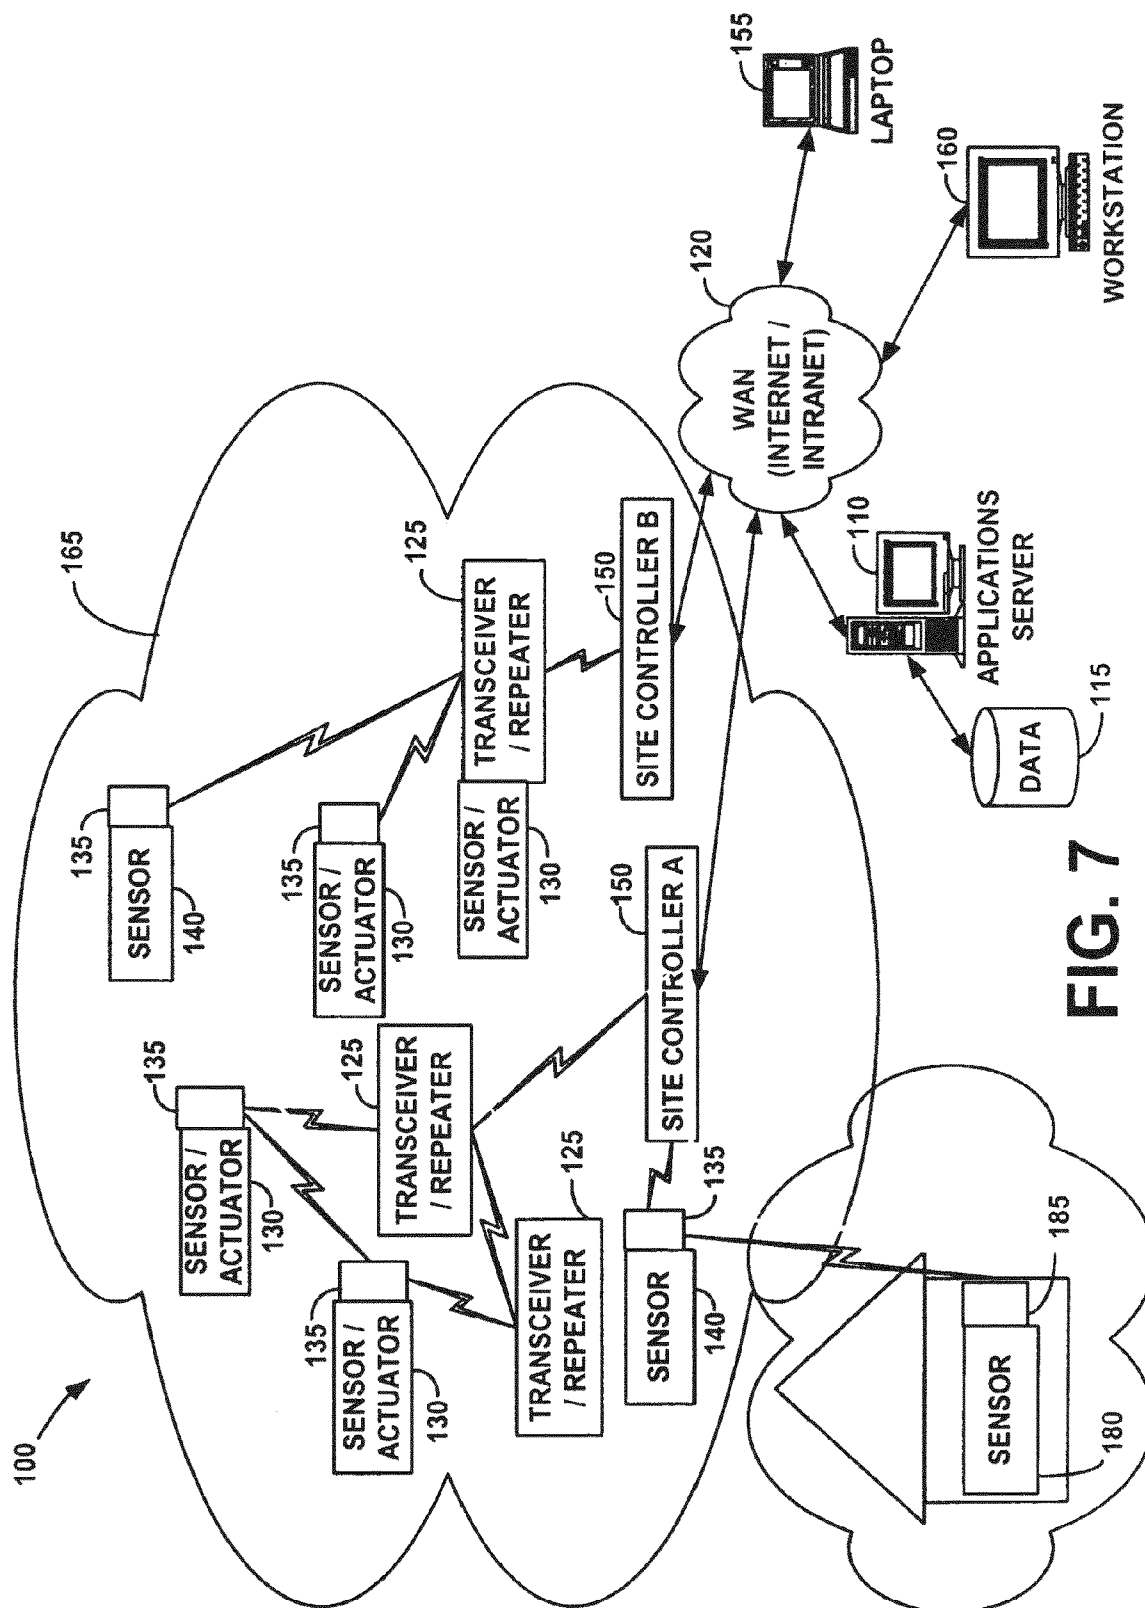 100
165
135
SENSOR
140
135
SENSOR /
ACTUATOR
130
135
SENSOR /
ACTUATOR
130
135
SENSOR /
ACTUATOR
130
125
TRANSCEIVER
/ REPEATER
125
TRANSCEIVER
/ REPEATER
SENSOR /
ACTUATOR
130
125
TRANSCEIVER
/ REPEATER
135
SENSOR
140
150
SITE CONTROLLER A
150
SITE CONTROLLER B
120
WAN
(INTERNET /
INTRANET)
155
LAPTOP
160
WORKSTATION
110
APPLICATIONS
SERVER
DATA
115
SENSOR
180
185
FIG. 7